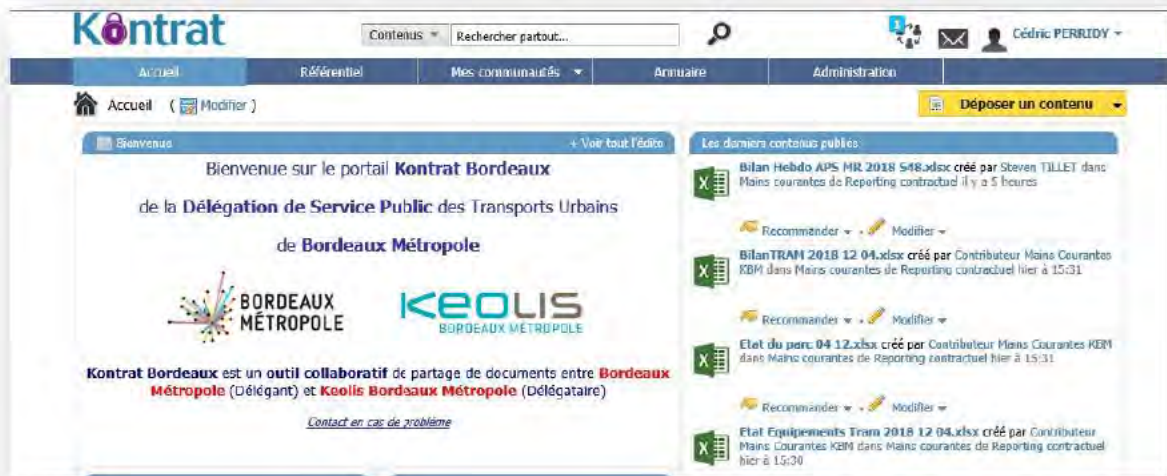 Kontrat
Contenus
Rechercher partout...
1
Cédric PERRIDY
Accueil
Référentiel
Mes communautés
Annuaire
Administration
Accueil ( Modifier )
Déposer un contenu
Bienvenue
+ Voir tout l'édito
Bienvenue sur le portail Kontrat Bordeaux
de la Délégation de Service Public des Transports Urbains
de Bordeaux Métropole
BORDEAUX
MÉTROPOLE
KEOLIS
BORDEAUX MÉTROPOLE
Kontrat Bordeaux est un outil collaboratif de partage de documents entre Bordeaux
Métropole (Délégant) et Keolis Bordeaux Métropole (Délégataire)
Contact en cas de problème
Les derniers contenus publiés
Bilan Hebdo APS MR 2018 S48.xlsx créé par Steven TILLET dans
Mains courantes de Reporting contractuel il y a 5 heures
Recommander - Modifier
BilanTRAM 2018 12 04.xlsx créé par Contributeur Mains Courantes
KBM dans Mains courantes de Reporting contractuel hier à 15:31
Recommander - Modifier
Etat du parc 04 12.xlsx créé par Contributeur Mains Courantes KBM
dans Mains courantes de Reporting contractuel hier à 15:31
Recommander - Modifier
Etat Equipements Tram 2018 12 04.xlsx créé par Contributeur
Mains Courantes KBM dans Mains courantes de Reporting contractuel
hier à 15:30